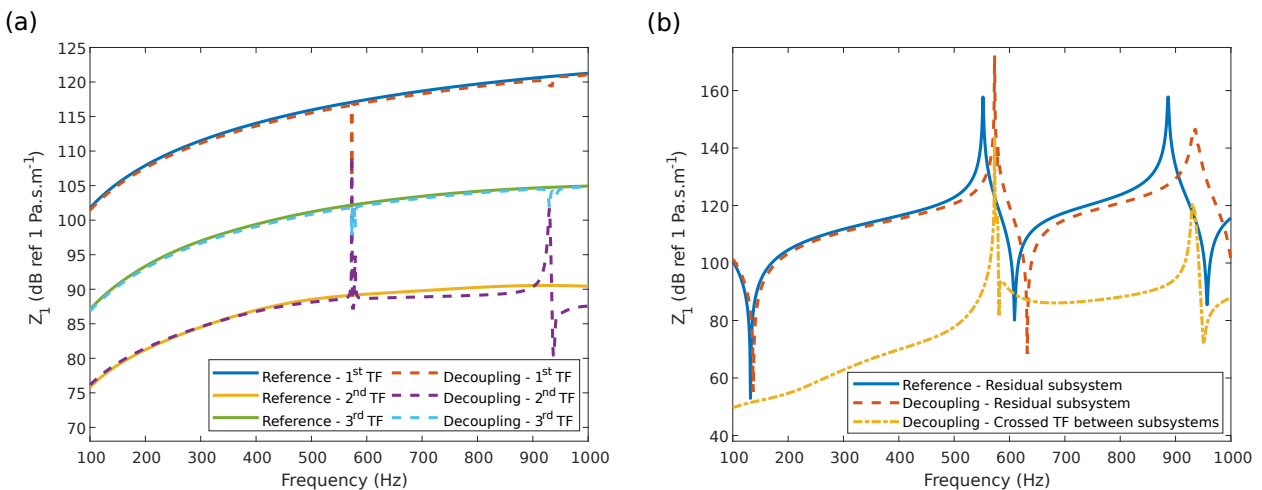 (a)
Z1 (dB ref 1 Pa.s.m-1)
125
120
115
110
105
100
95
90
85
80
75
70
Reference - 1st TF
Reference - 2nd TF
Reference - 3rd TF
Decoupling - 1st TF
Decoupling - 2nd TF
Decoupling - 3rd TF
100 200 300 400 500 600 700 800 900 1000
Frequency (Hz)
(b)
Z1 (dB ref 1 Pa.s.m-1)
160
140
120
100
80
60
40
Reference - Residual subsystem
Decoupling - Residual subsystem
Decoupling - Crossed TF between subsystems
100 200 300 400 500 600 700 800 900 1000
Frequency (Hz)